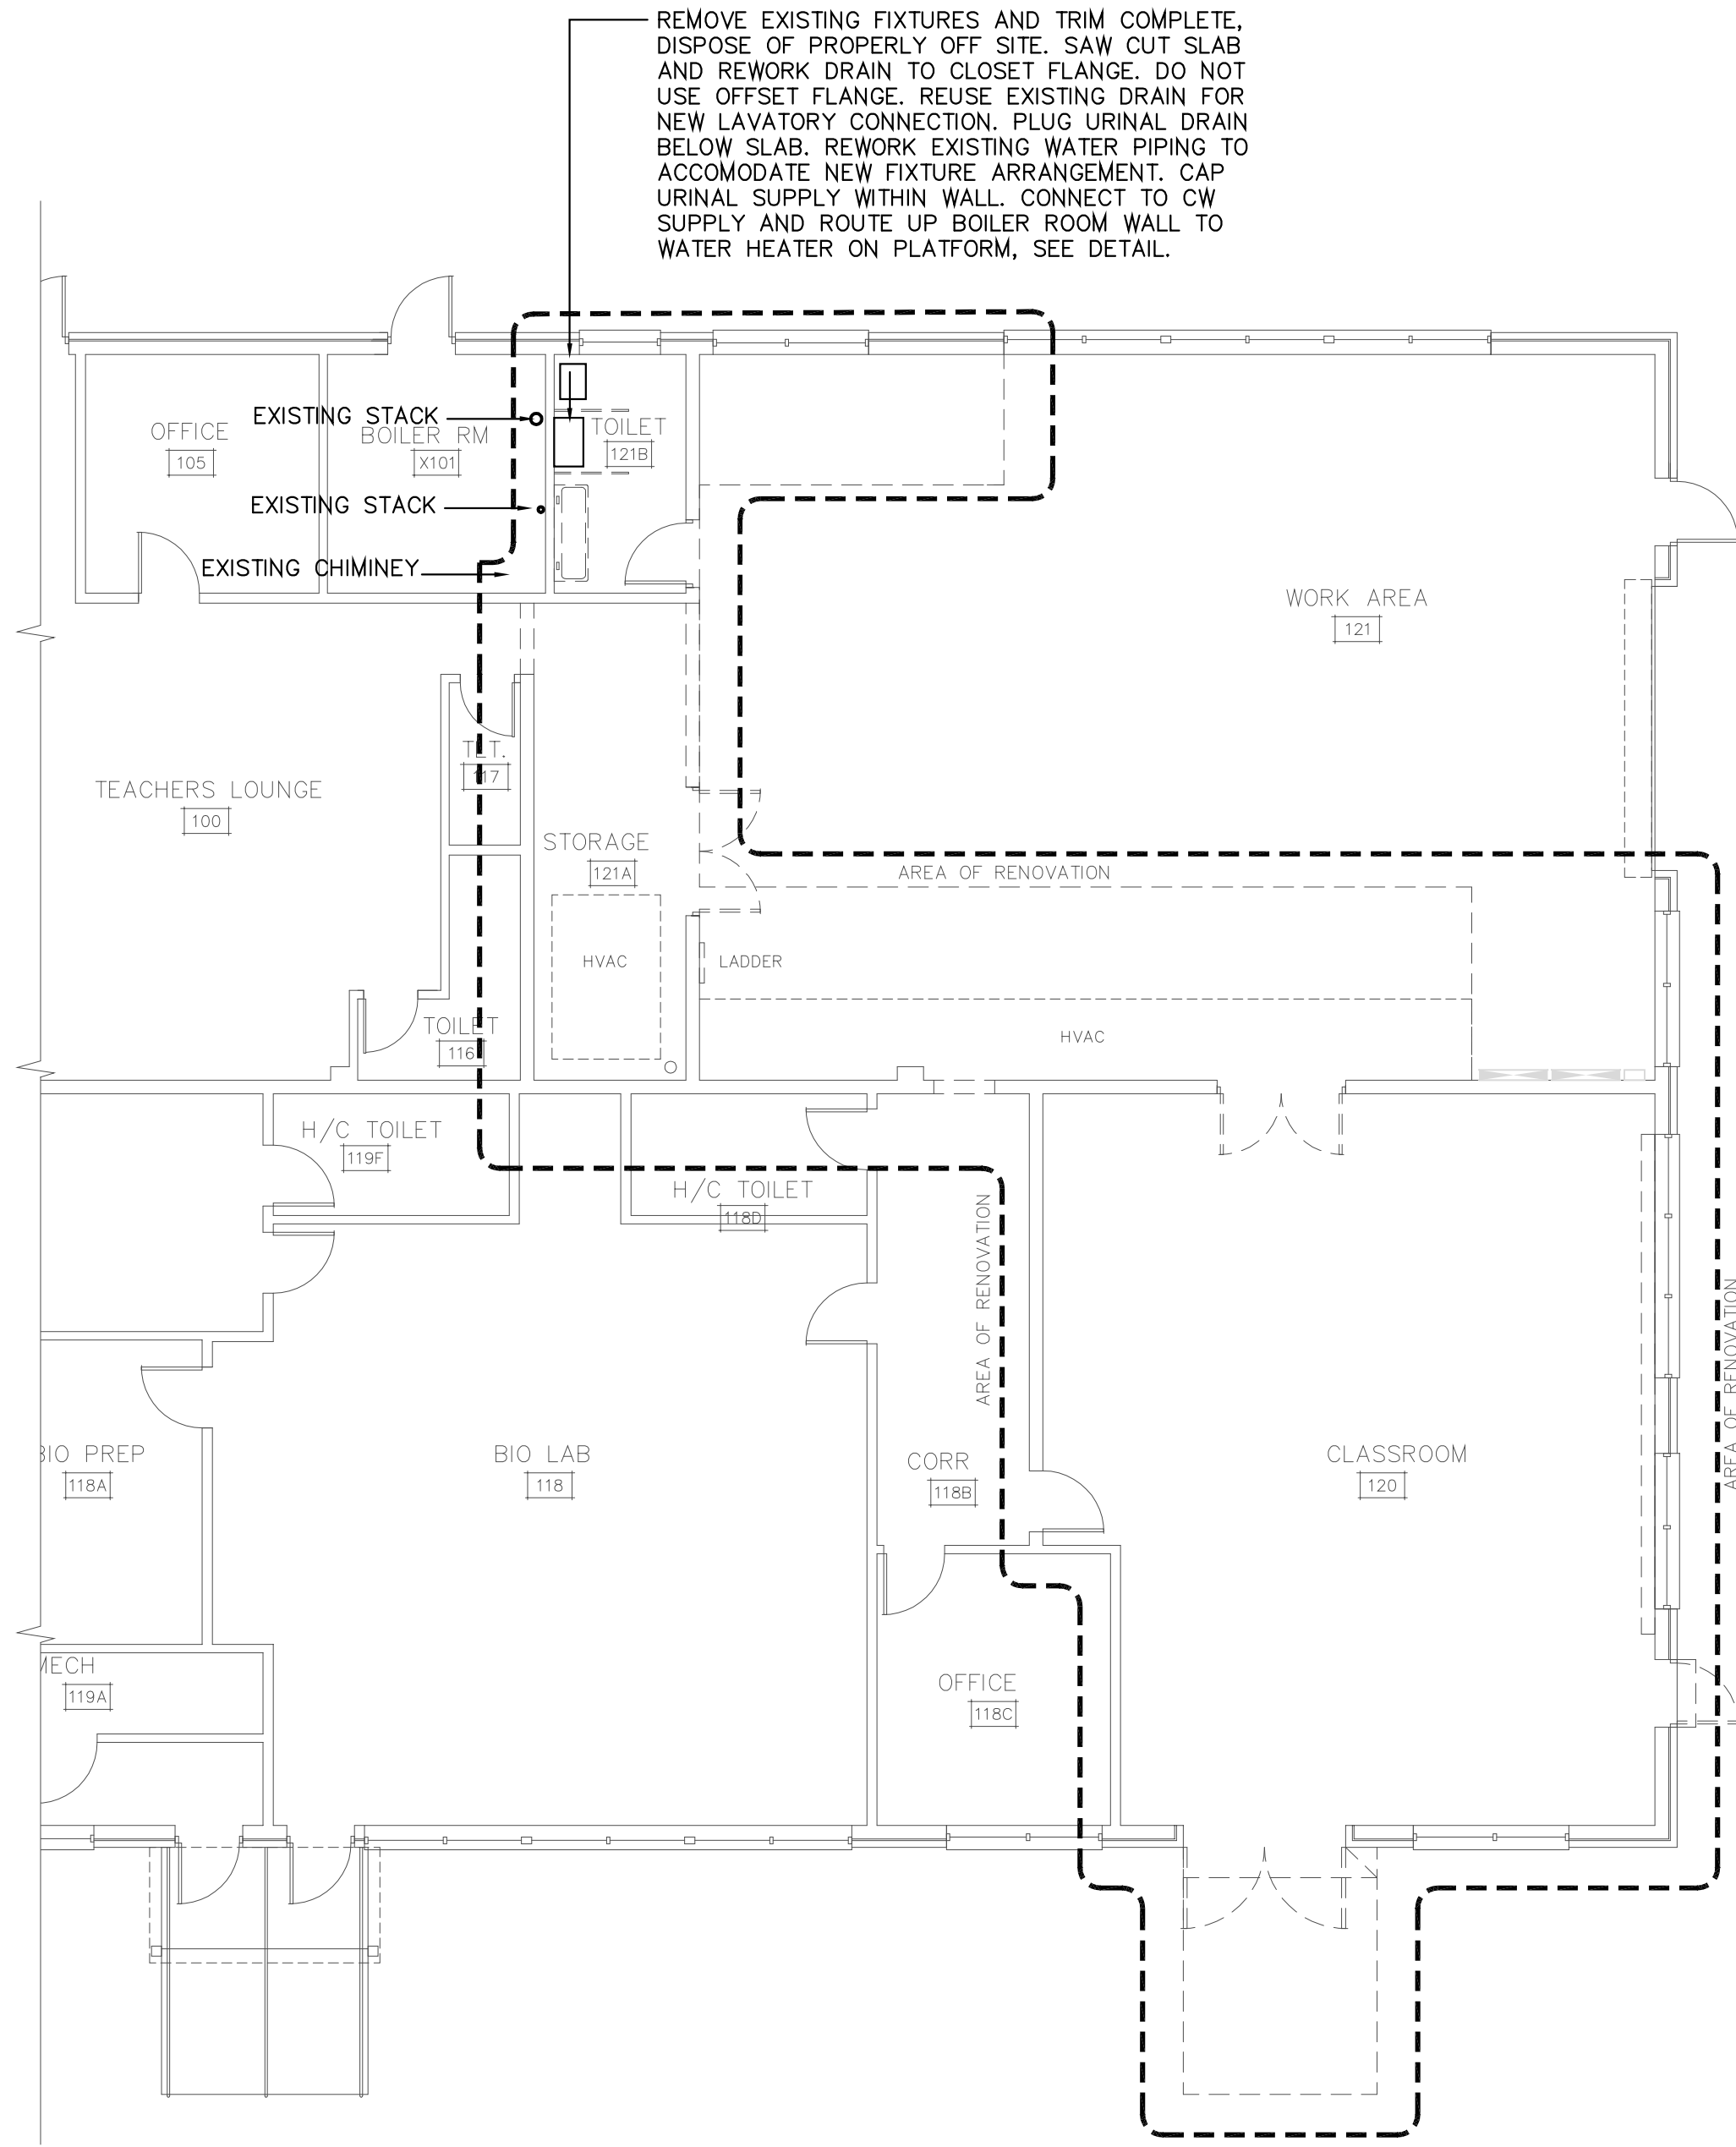 REMOVE EXISTING FIXTURES AND TRIM COMPLETE,
DISPOSE OF PROPERLY OFF SITE. SAW CUT SLAB
AND REWORK DRAIN TO CLOSET FLANGE. DO NOT
USE OFFSET FLANGE. REUSE EXISTING DRAIN FOR
NEW LAVATORY CONNECTION. PLUG URINAL DRAIN
BELOW SLAB. REWORK EXISTING WATER PIPING TO
ACCOMODATE NEW FIXTURE ARRANGEMENT. CAP
URINAL SUPPLY WITHIN WALL. CONNECT TO CW
SUPPLY AND ROUTE UP BOILER ROOM WALL TO
WATER HEATER ON PLATFORM, SEE DETAIL.
EXISTING STACK
OFFICE
105
BOILER RM
X101
TOILET
121B
EXISTING STACK
EXISTING CHIMINEY
WORK AREA
121
TLT.
117
TEACHERS LOUNGE
100
STORAGE
121A
AREA OF RENOVATION
HVAC
LADDER
TOILET
116
HVAC
H/C TOILET
119F
H/C TOILET
118D
AREA OF RENOVATION
AREA OF RENOVATION
BIO PREP
118A
BIO LAB
118
CORR
118B
CLASSROOM
120
MECH
119A
OFFICE
118C